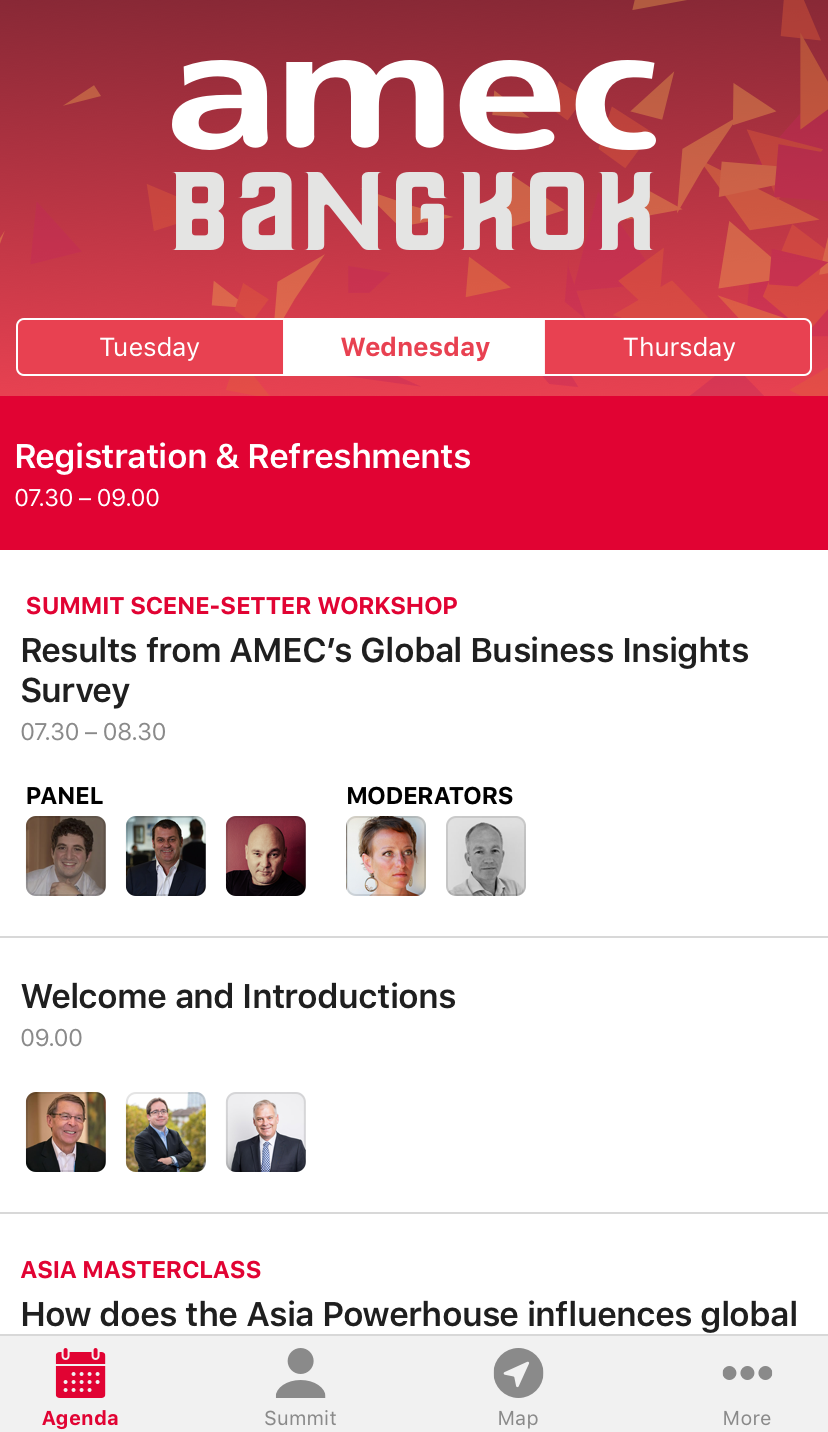 amec
BANGKOK
Tuesday
Wednesday
Thursday
Registration & Refreshments
07.30 – 09.00
SUMMIT SCENE-SETTER WORKSHOP
Results from AMEC’s Global Business Insights
Survey
07.30 – 08.30
PANEL
MODERATORS
Welcome and Introductions
09.00
ASIA MASTERCLASS
How does the Asia Powerhouse influences global
Agenda
Summit
Map
More